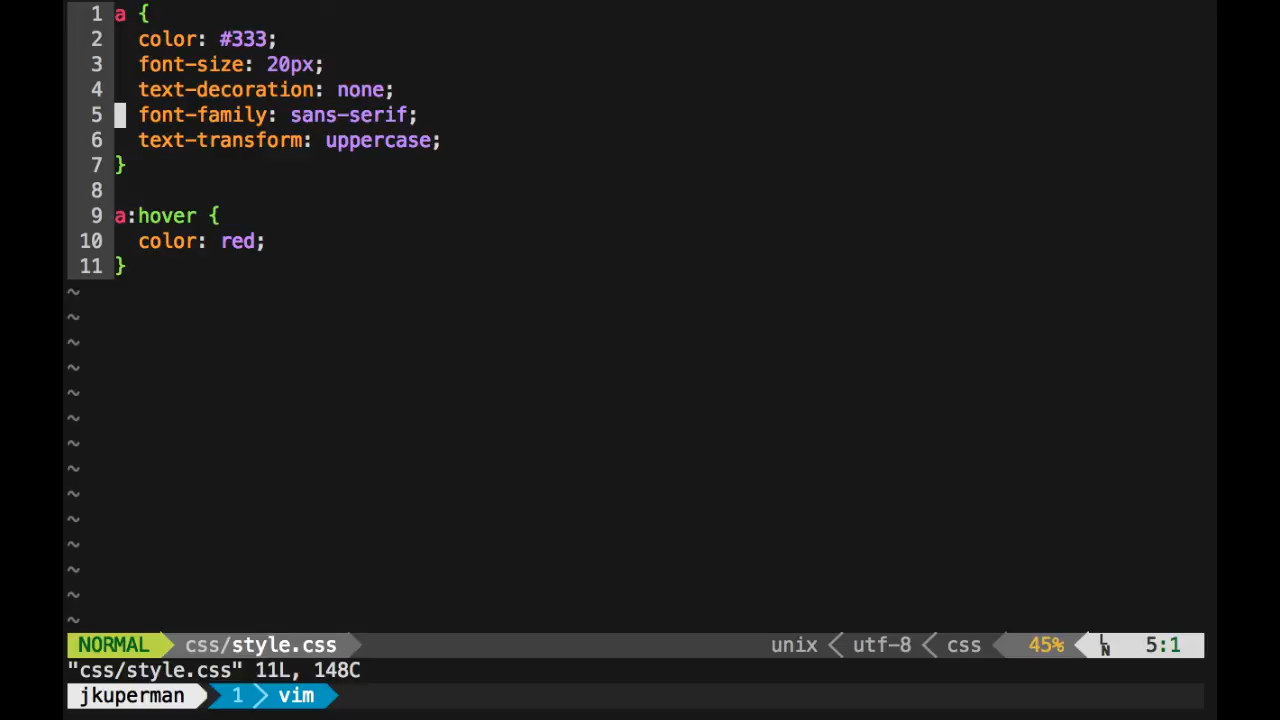 1 a {
2   color: #333;
3   font-size: 20px;
4   text-decoration: none;
5   font-family: sans-serif;
6   text-transform: uppercase;
7 }
8
9 a:hover {
10   color: red;
11 }
~
~
~
~
~
~
~
~
~
~
~
~
~
~
NORMAL css/style.css unix utf-8 css 45% LN 5:1
"css/style.css" 11L, 148C
jkuperman 1 vim